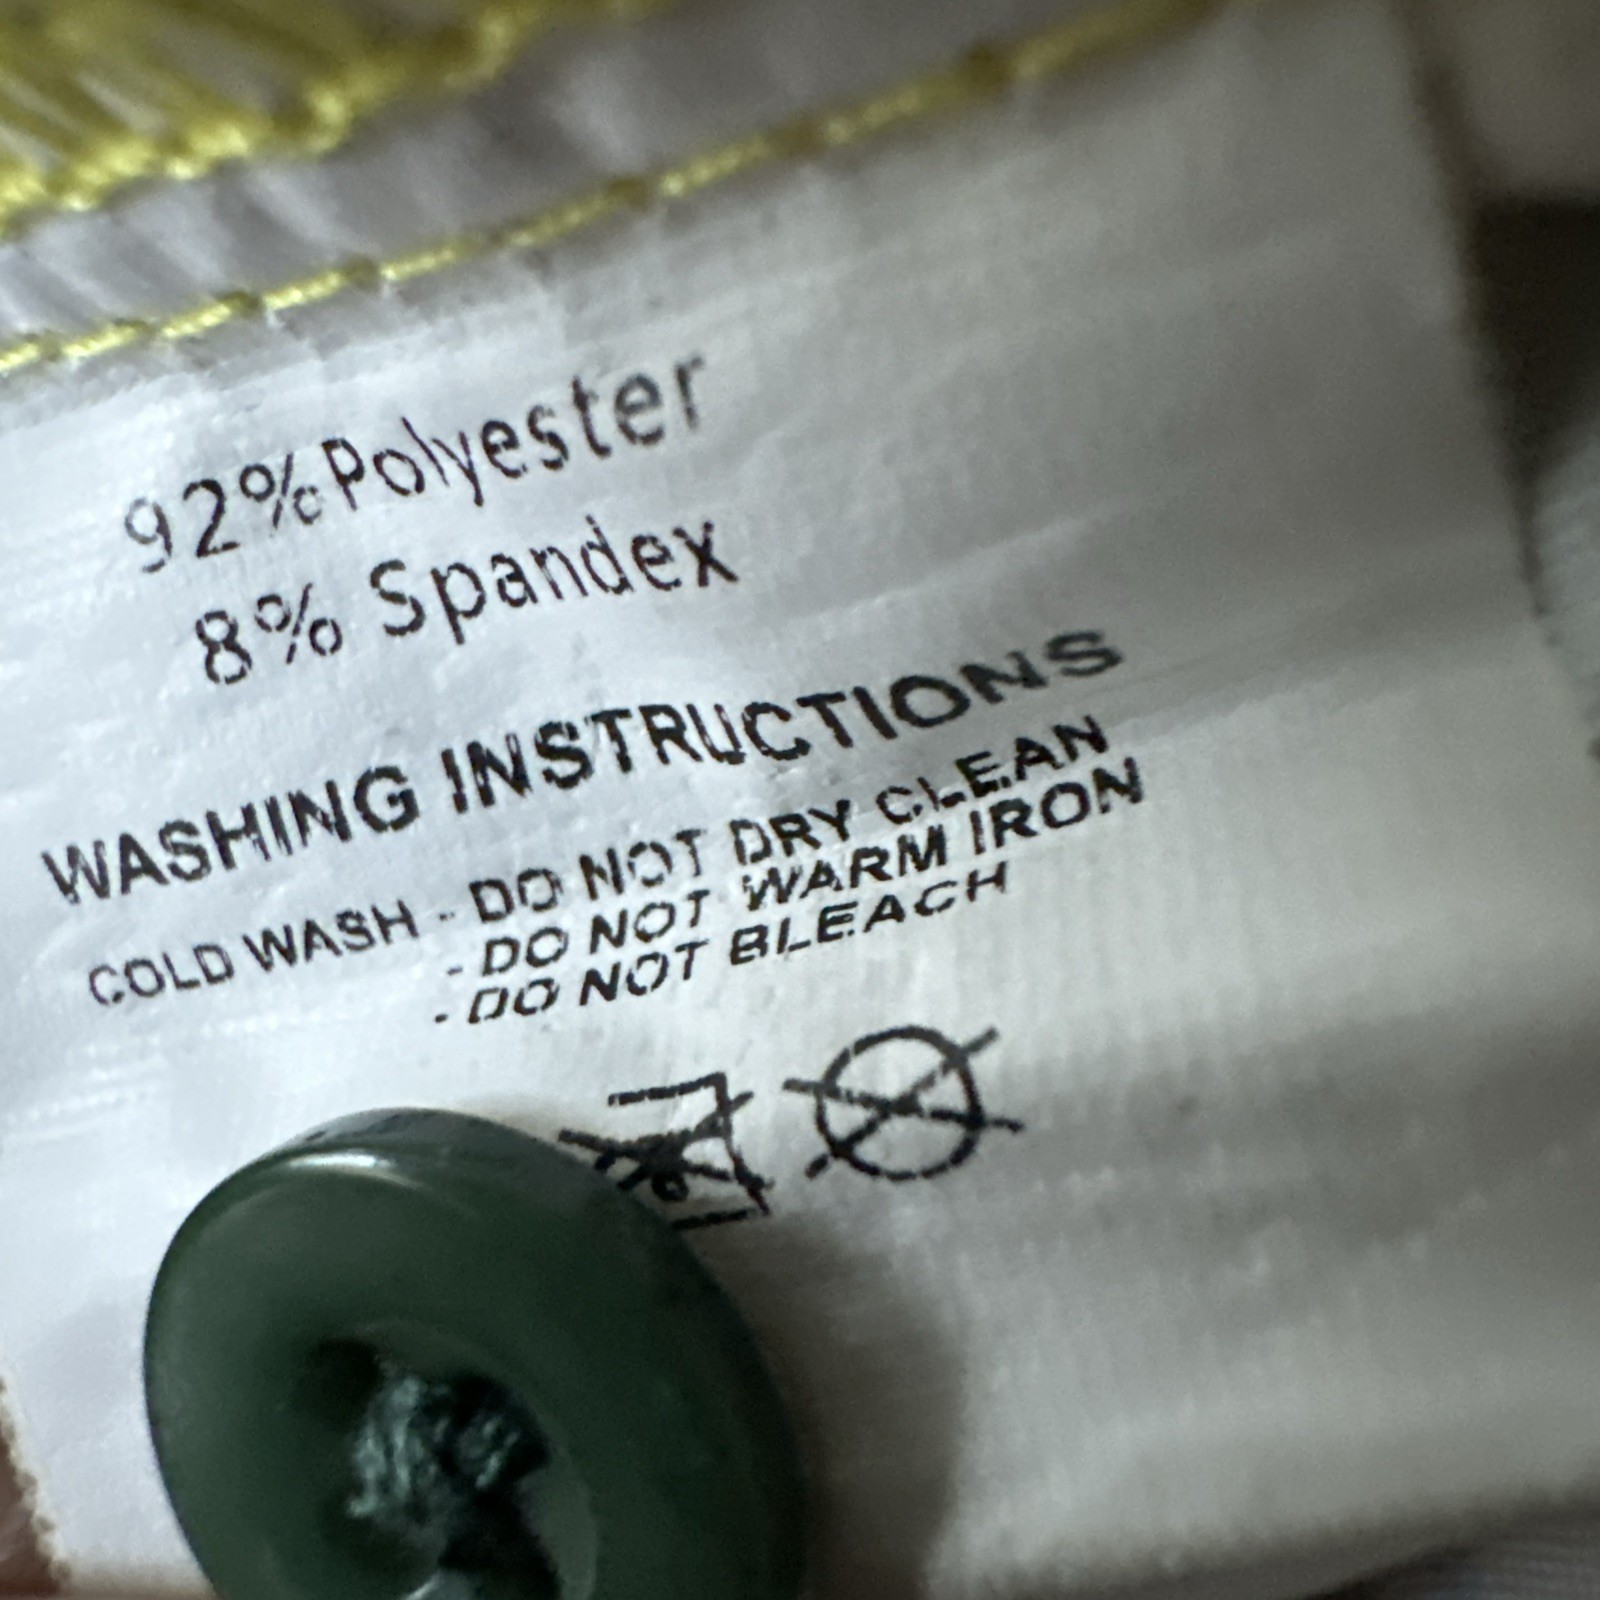 92%Polyester
8% Spandex
WASHING INSTRUCTIONS
COLD WASH - DO NOT DRY CLEAN
- DO NOT WARM IRON
- DO NOT BLEACH